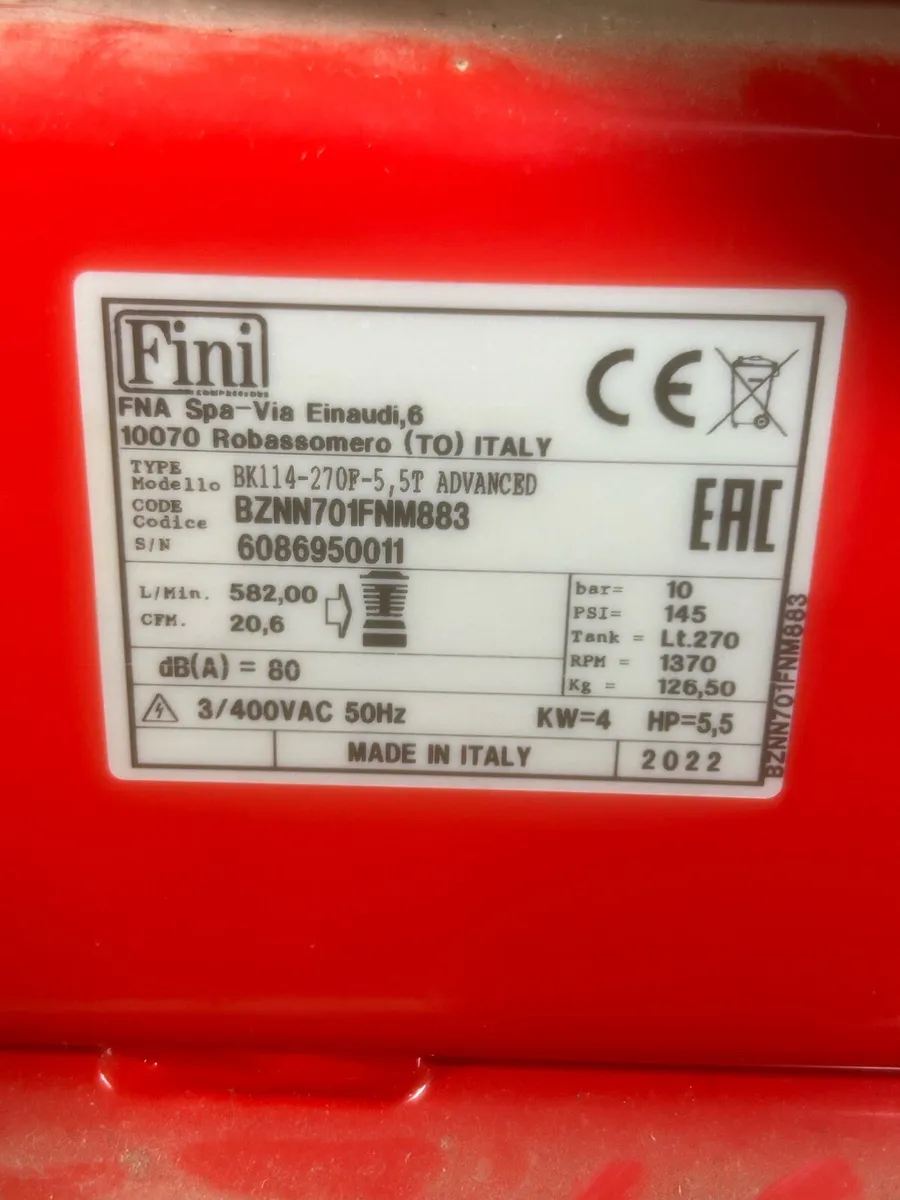 Fini
COMPRESSORS
FNA Spa-Via Einaudi,6
10070 Robassomero (TO) ITALY
CE
TYPE
Modello BK114-270F-5,5T ADVANCED
CODE
Codice BZNN701FNM883
S/N 6086950011
EAC
L/Min. 582,00
CFM. 20,6
bar= 10
PSI= 145
Tank = Lt.270
RPM = 1370
Kg = 126,50
dB(A) = 80
3/400VAC 50Hz KW=4 HP=5,5
MADE IN ITALY 2022
BZNN701FNM883